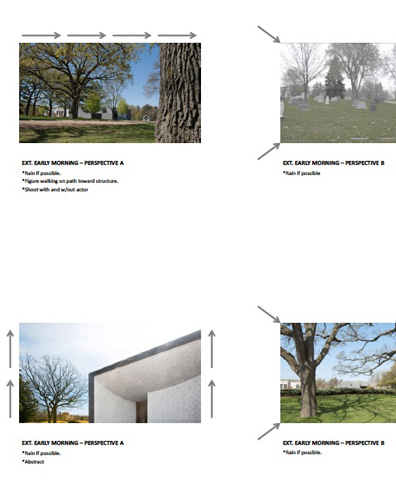 EXT. EARLY MORNING – PERSPECTIVE A
*Rain if possible.
*Figure walking on path toward structure.
*Shoot with and w/out actor
EXT. EARLY MORNING – PERSPECTIVE B
*Rain if possible
EXT. EARLY MORNING – PERSPECTIVE A
*Rain if possible.
*Abstract
EXT. EARLY MORNING – PERSPECTIVE B
*Rain if possible.